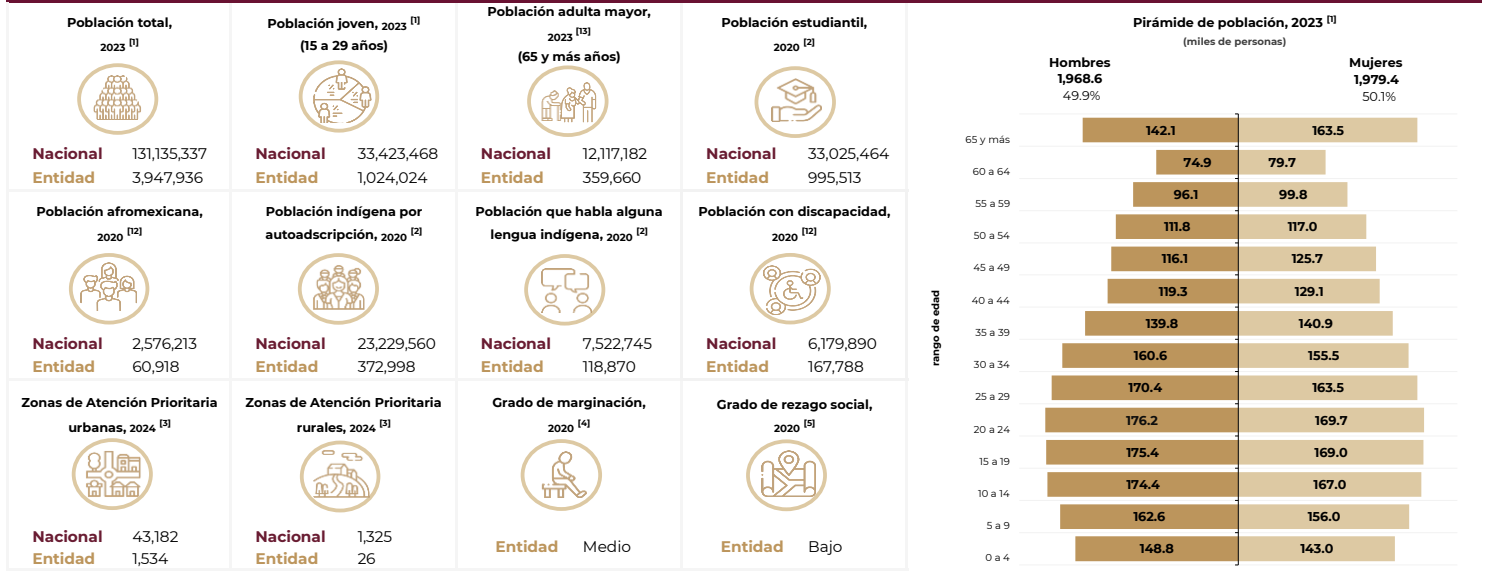 Población total,
2023 [1]
Nacional 131,135,337
Entidad 3,947,936
Población joven, 2023 [1]
(15 a 29 años)
Nacional 33,423,468
Entidad 1,024,024
Población adulta mayor,
2023 [13]
(65 y más años)
Nacional 12,117,182
Entidad 359,660
Población estudiantil,
2020 [2]
Nacional 33,025,464
Entidad 995,513
Población afromexicana,
2020 [12]
Nacional 2,576,213
Entidad 60,918
Población indígena por
autoadscripción, 2020 [2]
Nacional 23,229,560
Entidad 372,998
Población que habla alguna
lengua indígena, 2020 [2]
Nacional 7,522,745
Entidad 118,870
Población con discapacidad,
2020 [12]
Nacional 6,179,890
Entidad 167,788
Zonas de Atención Prioritaria
urbanas, 2024 [3]
Nacional 43,182
Entidad 1,534
Zonas de Atención Prioritaria
rurales, 2024 [3]
Nacional 1,325
Entidad 26
Grado de marginación,
2020 [4]
Entidad Medio
Grado de rezago social,
2020 [5]
Entidad Bajo
Pirámide de población, 2023 [1]
(miles de personas)
Hombres
1,968.6
49.9%
Mujeres
1,979.4
50.1%
rango de edad
65 y más 142.1 163.5
60 a 64 74.9 79.7
55 a 59 96.1 99.8
50 a 54 111.8 117.0
45 a 49 116.1 125.7
40 a 44 119.3 129.1
35 a 39 139.8 140.9
30 a 34 160.6 155.5
25 a 29 170.4 163.5
20 a 24 176.2 169.7
15 a 19 175.4 169.0
10 a 14 174.4 167.0
5 a 9 162.6 156.0
0 a 4 148.8 143.0